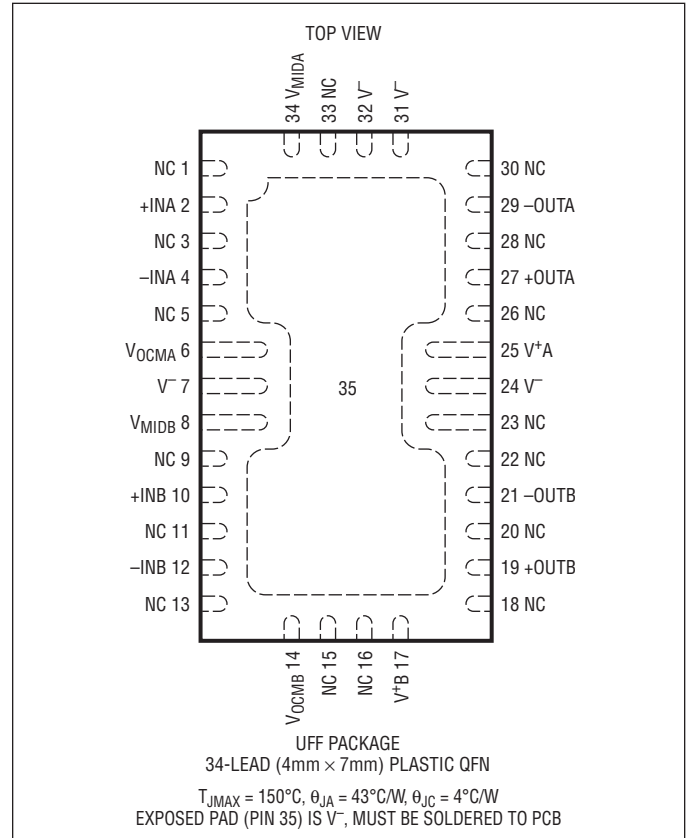 TOP VIEW
34 VMIDA
33 NC
32 V–
31 V–
NC 1
+INA 2
NC 3
–INA 4
NC 5
VOCMA 6
V– 7
VMIDB 8
NC 9
+INB 10
NC 11
–INB 12
NC 13
35
30 NC
29 –OUTA
28 NC
27 +OUTA
26 NC
25 V+A
24 V–
23 NC
22 NC
21 –OUTB
20 NC
19 +OUTB
18 NC
VOCMB 14
NC 15
NC 16
V+B 17
UFF PACKAGE
34-LEAD (4mm × 7mm) PLASTIC QFN
TJMAX = 150°C, θJA = 43°C/W, θJC = 4°C/W
EXPOSED PAD (PIN 35) IS V–, MUST BE SOLDERED TO PCB